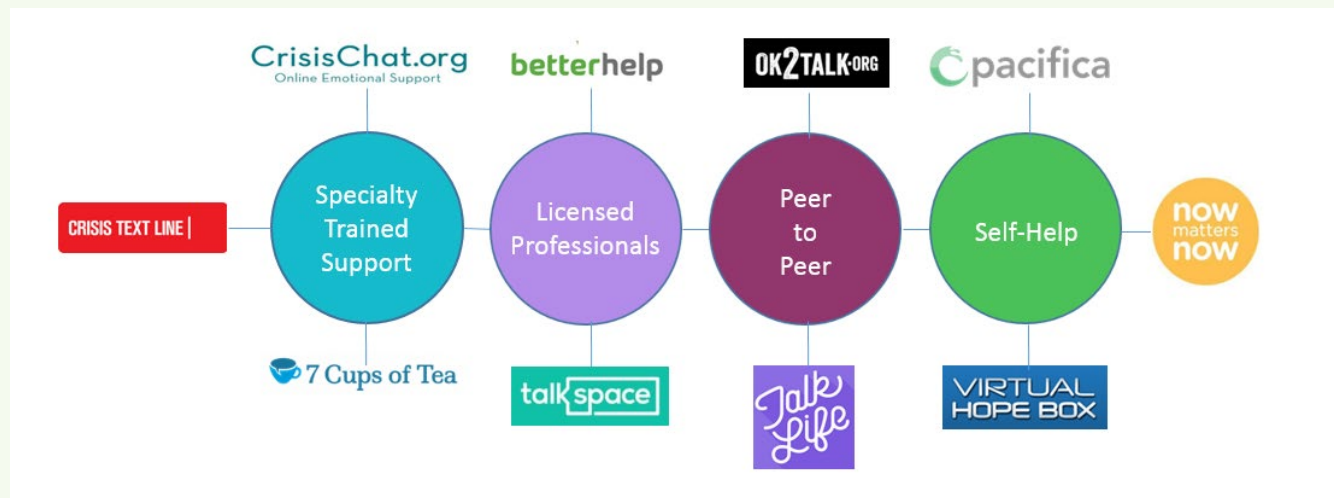 CrisisChat.org
Online Emotional Support
betterhelp
OK2TALK·ORG
pacifica
CRISIS TEXT LINE |
Specialty
Trained
Support
Licensed
Professionals
Peer
to
Peer
Self-Help
now
matters
now
7 Cups of Tea
talkspace
Talk
Life
VIRTUAL
HOPE BOX